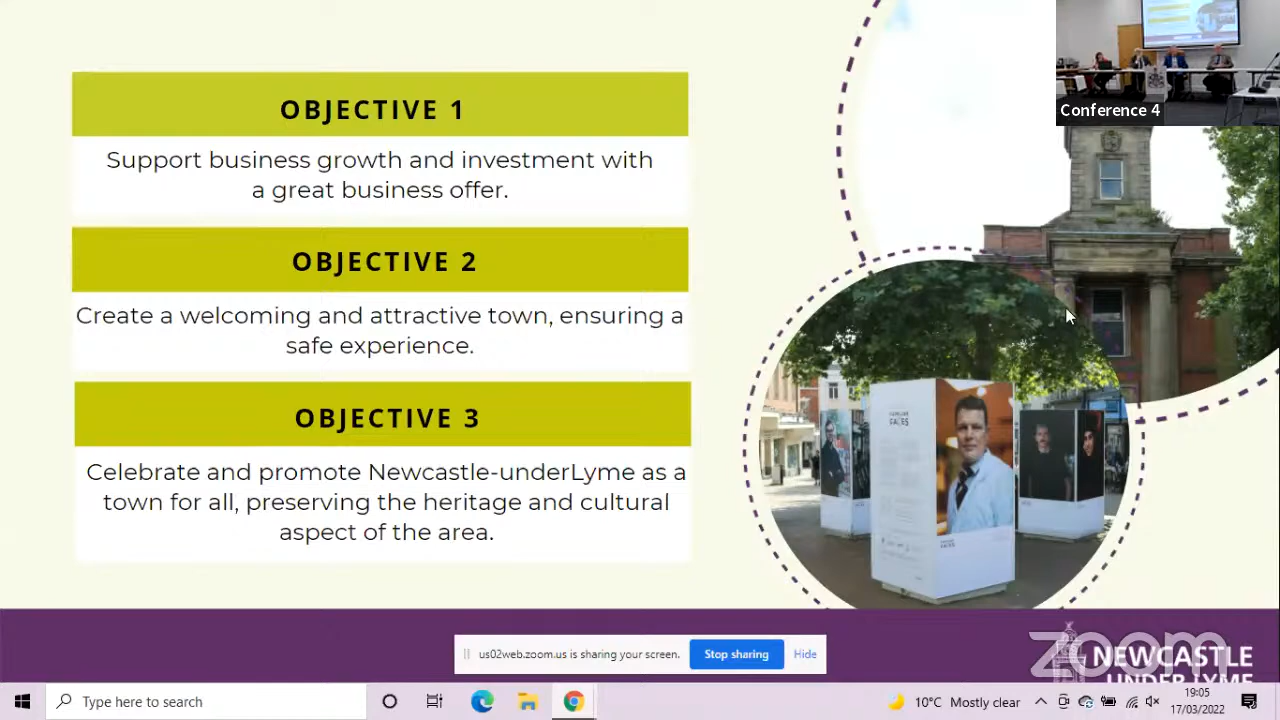 OBJECTIVE 1
Support business growth and investment with
a great business offer.
OBJECTIVE 2
Create a welcoming and attractive town, ensuring a
safe experience.
OBJECTIVE 3
Celebrate and promote Newcastle-underLyme as a
town for all, preserving the heritage and cultural
aspect of the area.
Conference 4
FACES
us02web.zoom.us is sharing your screen.
Stop sharing
Hide
zoom
NEWCASTLE
UNDER LYME
Type here to search
10°C Mostly clear
19:05
17/03/2022